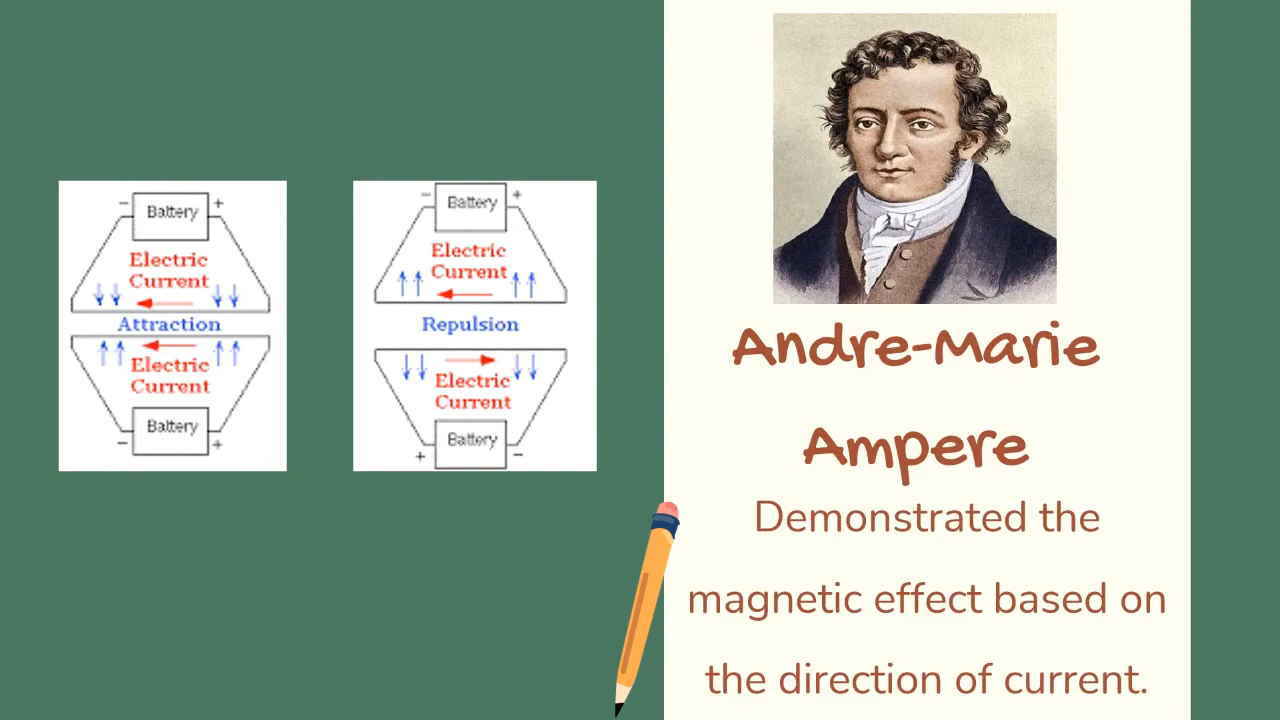 − Battery +
Electric
Current
Attraction
Electric
Current
Battery
− +
− Battery +
Electric
Current
Repulsion
Electric
Current
Battery
+ −
Andre-Marie
Ampere
Demonstrated the
magnetic effect based on
the direction of current.